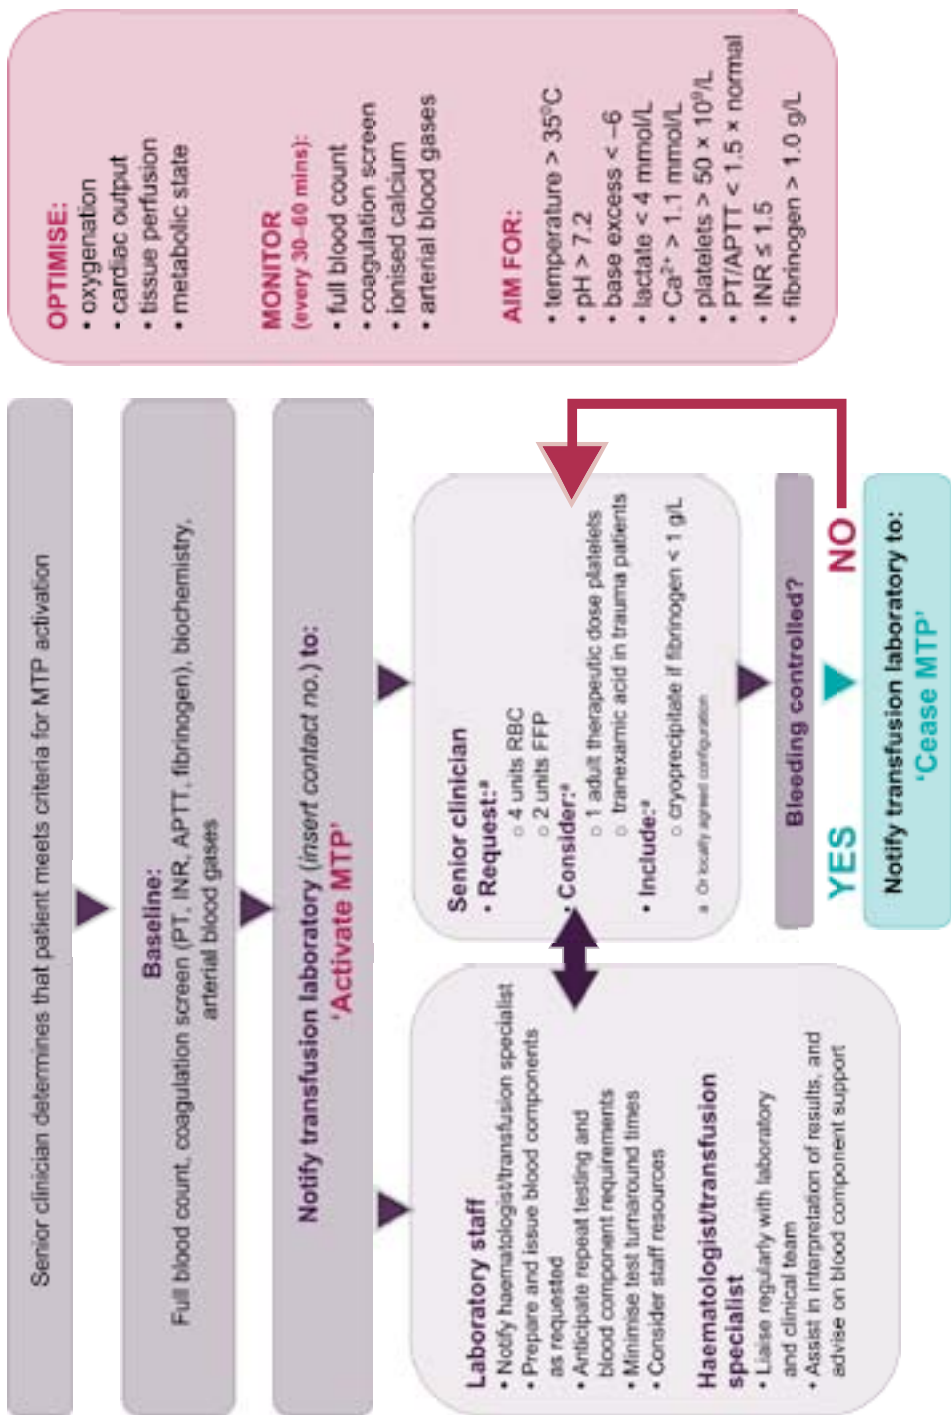 Senior clinician determines that patient meets criteria for MTP activation
Baseline:
Full blood count, coagulation screen (PT, INR, APTT, fibrinogen), biochemistry,
arterial blood gases
Notify transfusion laboratory (insert contact no.) to:
‘Activate MTP’
Laboratory staff
• Notify haematologist/transfusion specialist
• Prepare and issue blood components
as requested
• Anticipate repeat testing and
blood component requirements
• Minimise test turnaround times
• Consider staff resources
Haematologist/transfusion
specialist
• Liaise regularly with laboratory
and clinical team
• Assist in interpretation of results, and
advise on blood component support
Senior clinician
• Request:ª
○ 4 units RBC
○ 2 units FFP
• Consider:ª
○ 1 adult therapeutic dose platelets
○ tranexamic acid in trauma patients
• Include:ª
○ cryoprecipitate if fibrinogen < 1 g/L
a Or locally agreed configuration
Bleeding controlled?
YES NO
Notify transfusion laboratory to:
‘Cease MTP’
OPTIMISE:
• oxygenation
• cardiac output
• tissue perfusion
• metabolic state
MONITOR
(every 30–60 mins):
• full blood count
• coagulation screen
• ionised calcium
• arterial blood gases
AIM FOR:
• temperature > 35⁰C
• pH > 7.2
• base excess < –6
• lactate < 4 mmol/L
• Ca²⁺ > 1.1 mmol/L
• platelets > 50 × 10⁹/L
• PT/APTT < 1.5 × normal
• INR ≤ 1.5
• fibrinogen > 1.0 g/L